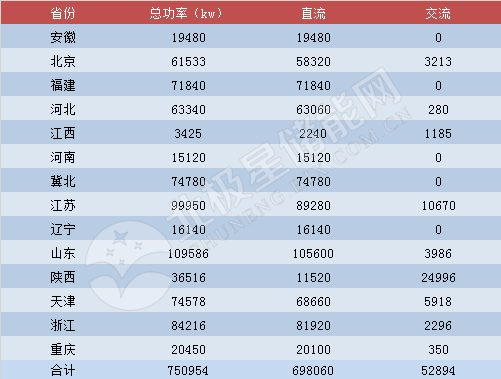 省份 总功率（kw） 直流 交流
安徽 19480 19480 0
北京 61533 58320 3213
福建 71840 71840 0
河北 63340 63060 280
江西 3425 2240 1185
河南 15120 15120 0
冀北 74780 74780 0
江苏 99950 89280 10670
辽宁 16140 16140 0
山东 109586 105600 3986
陕西 36516 11520 24996
天津 74578 68660 5918
浙江 84216 81920 2296
重庆 20450 20100 350
合计 750954 698060 52894
北极星储能网